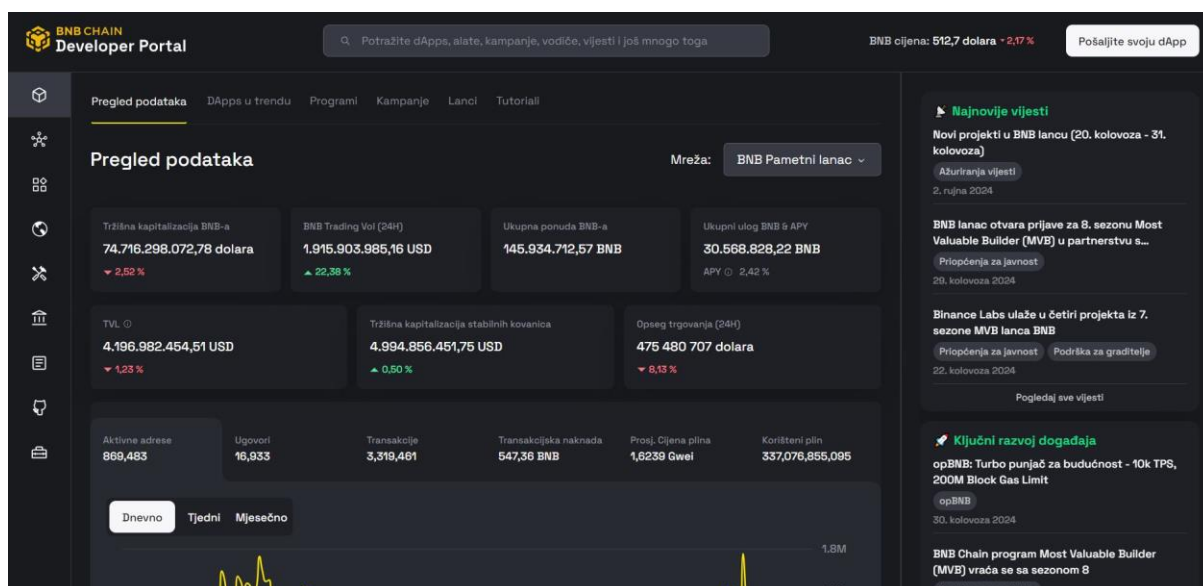 BNB CHAIN
Developer Portal
Potražite dApps, alate, kampanje, vodiče, vijesti i još mnogo toga
BNB cijena: 512,7 dolara 2,17 %
Pošaljite svoju dApp
Pregled podataka DApps u trendu Programi Kampanje Lanci Tutoriali
Pregled podataka
Mreža: BNB Pametni lanac
Tržišna kapitalizacija BNB-a
74.716.298.072,78 dolara
2,52 %
BNB Trading Vol (24H)
1.915.903.985,16 USD
22,38 %
Ukupna ponuda BNB-a
145.934.712,57 BNB
Ukupni ulog BNB & APY
30.568.828,22 BNB
APY 2,42 %
TVL
4.196.982.454,51 USD
1,23 %
Tržišna kapitalizacija stabilnih kovanica
4.994.856.451,75 USD
0,50 %
Opseg trgovanja (24H)
475 480 707 dolara
8,13 %
Aktivne adrese
869,483
Ugovori
16,933
Transakcije
3,319,461
Transakcijska naknada
547,36 BNB
Prosj. Cijena plina
1,6239 Gwei
Korišteni plin
337,076,855,095
Dnevno Tjedni Mjesečno
1.8M
Najnovije vijesti
Novi projekti u BNB lancu (20. kolovoza - 31.
kolovoza)
Ažuriranja vijesti
2. rujna 2024
BNB lanac otvara prijave za 8. sezonu Most
Valuable Builder (MVB) u partnerstvu s...
Priopćenja za javnost
29. kolovoza 2024
Binance Labs ulaže u četiri projekta iz 7.
sezone MVB lanca BNB
Priopćenja za javnost Podrška za graditelje
22. kolovoza 2024
Pogledaj sve vijesti
Ključni razvoj događaja
opBNB: Turbo punjač za budućnost - 10k TPS,
200M Block Gas Limit
opBNB
30. kolovoza 2024
BNB Chain program Most Valuable Builder
(MVB) vraća se sa sezonom 8